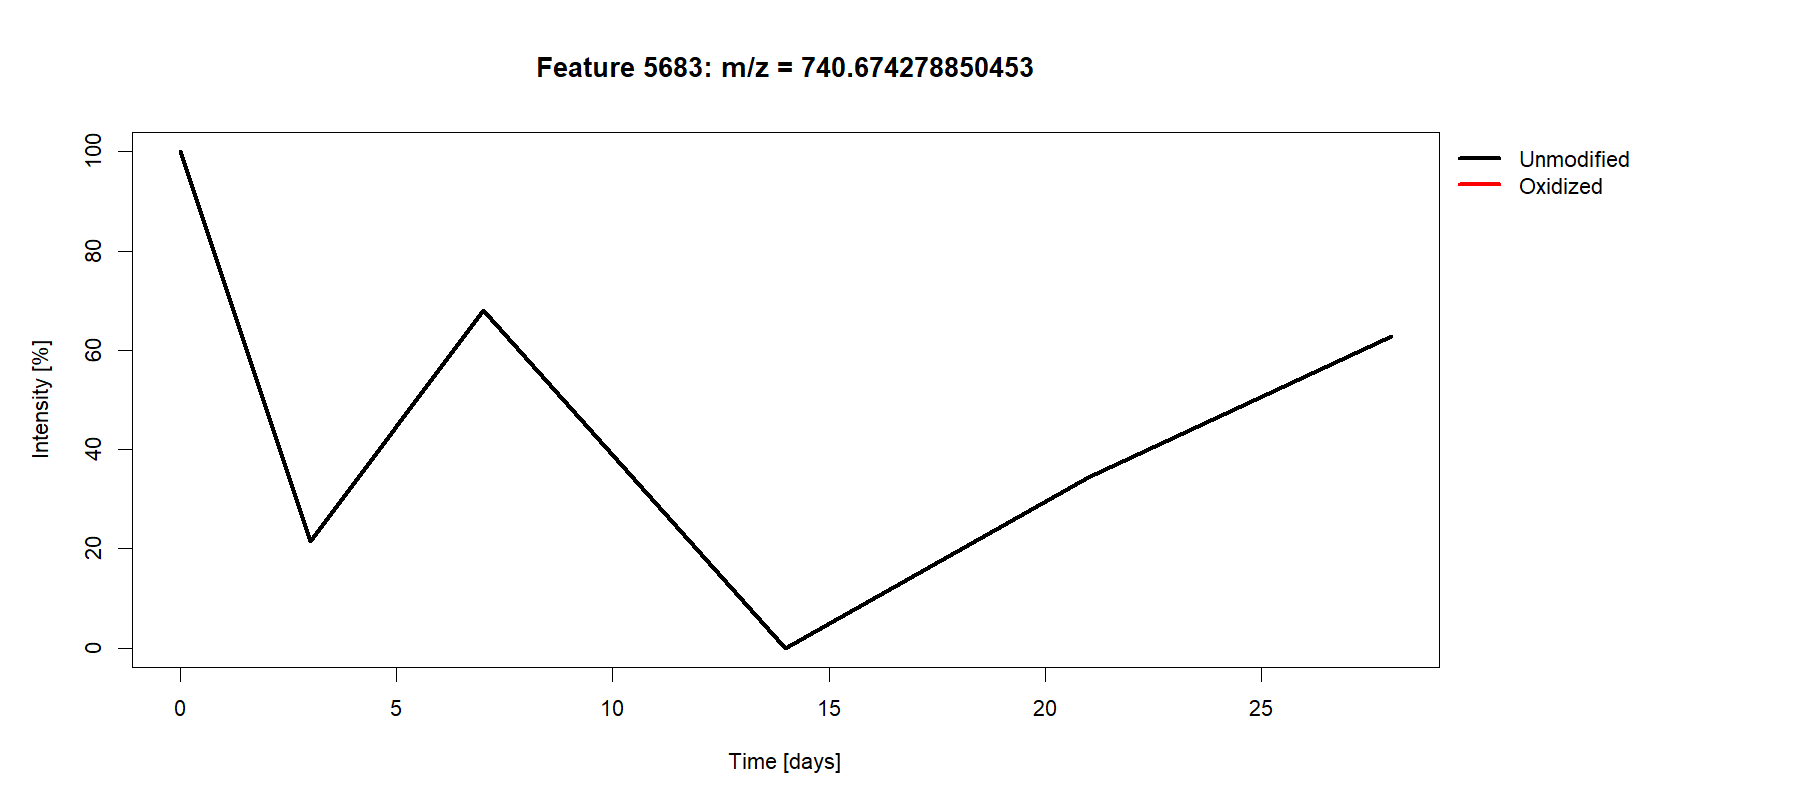 Feature 5683: m/z = 740.674278850453
Unmodified
Oxidized
Intensity [%]
100
80
60
40
20
0
0 5 10 15 20 25
Time [days]